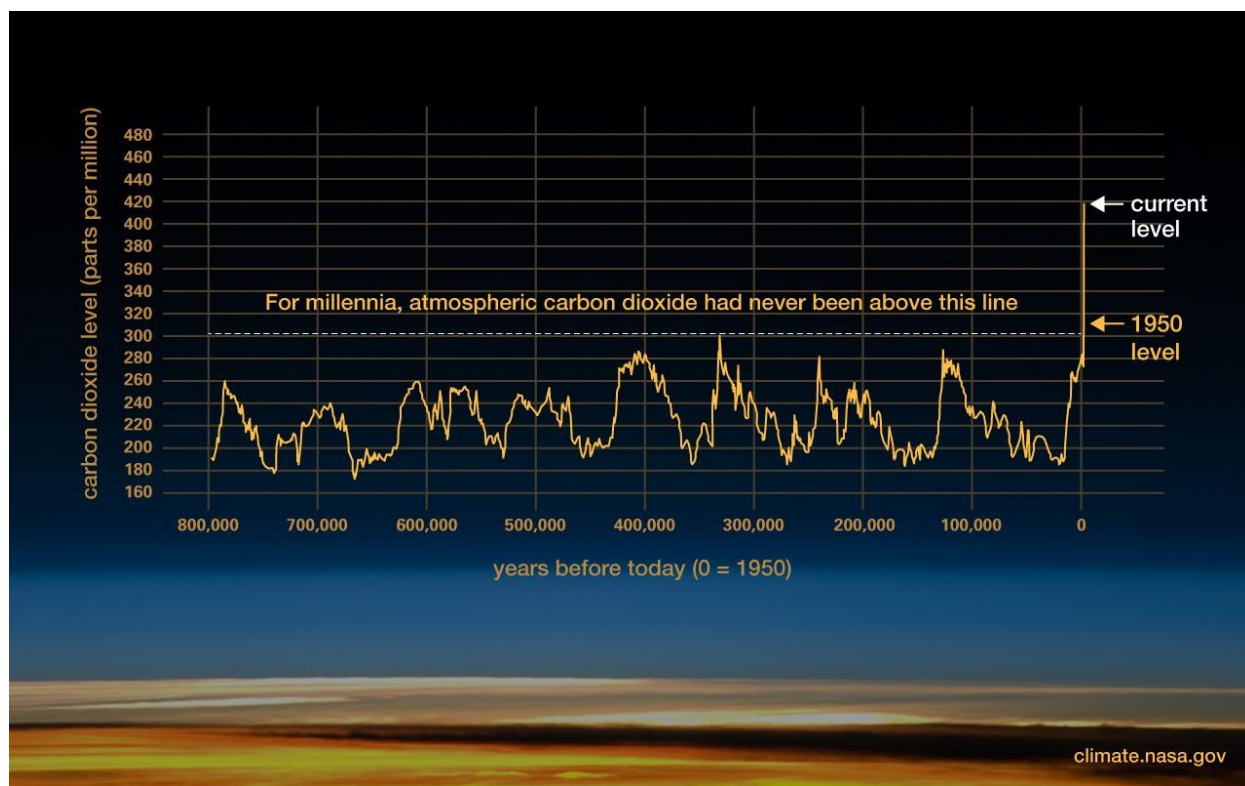 carbon dioxide level (parts per million)
480
460
440
420
400
380
360
340
320
300
280
260
240
220
200
180
160
For millennia, atmospheric carbon dioxide had never been above this line
current
level
1950
level
800,000 700,000 600,000 500,000 400,000 300,000 200,000 100,000 0
years before today (0 = 1950)
climate.nasa.gov